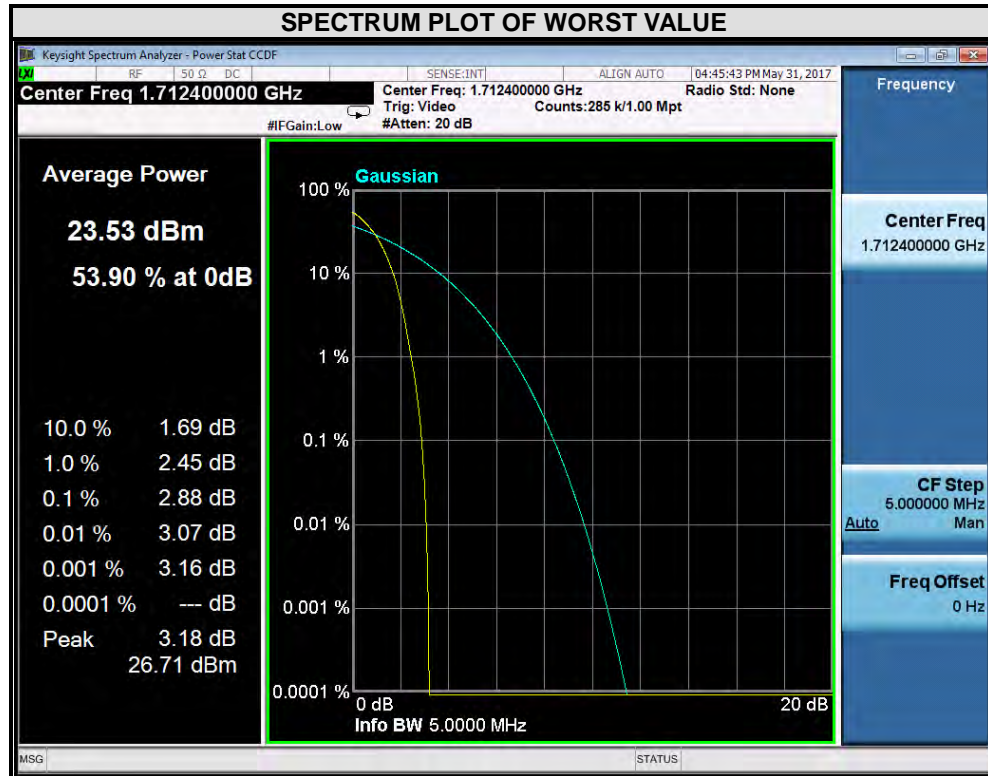 SPECTRUM PLOT OF WORST VALUE
Keysight Spectrum Analyzer - Power Stat CCDF
LXI RF 50 Ω DC SENSE:INT ALIGN AUTO 04:45:43 PM May 31, 2017
Center Freq 1.712400000 GHz
Center Freq: 1.712400000 GHz Radio Std: None
Trig: Video Counts:285 k/1.00 Mpt
#IFGain:Low #Atten: 20 dB
Average Power
23.53 dBm
53.90 % at 0dB
10.0 % 1.69 dB
1.0 % 2.45 dB
0.1 % 2.88 dB
0.01 % 3.07 dB
0.001 % 3.16 dB
0.0001 % --- dB
Peak 3.18 dB
26.71 dBm
Gaussian
100 %
10 %
1 %
0.1 %
0.01 %
0.001 %
0.0001 %
0 dB 20 dB
Info BW 5.0000 MHz
Frequency
Center Freq
1.712400000 GHz
CF Step
5.000000 MHz
Auto Man
Freq Offset
0 Hz
MSG STATUS